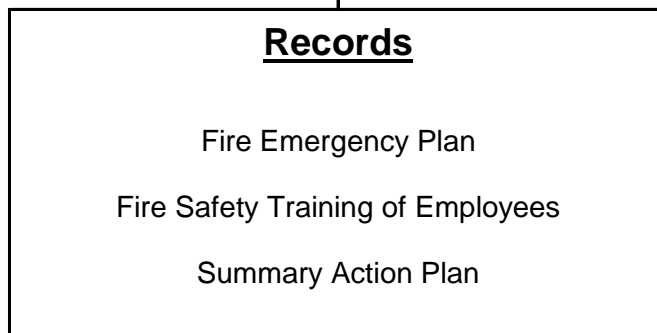 Records
Fire Emergency Plan
Fire Safety Training of Employees
Summary Action Plan